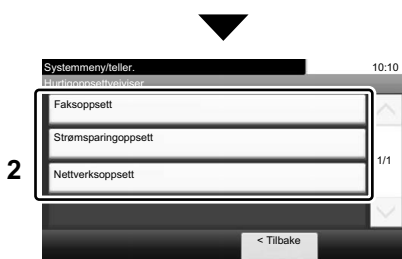 Systemmeny/teller. 10:10
Hurtigoppsettveiviser
Faksoppsett
Strømsparingoppsett
1/1
2
Nettverksoppsett
< Tilbake